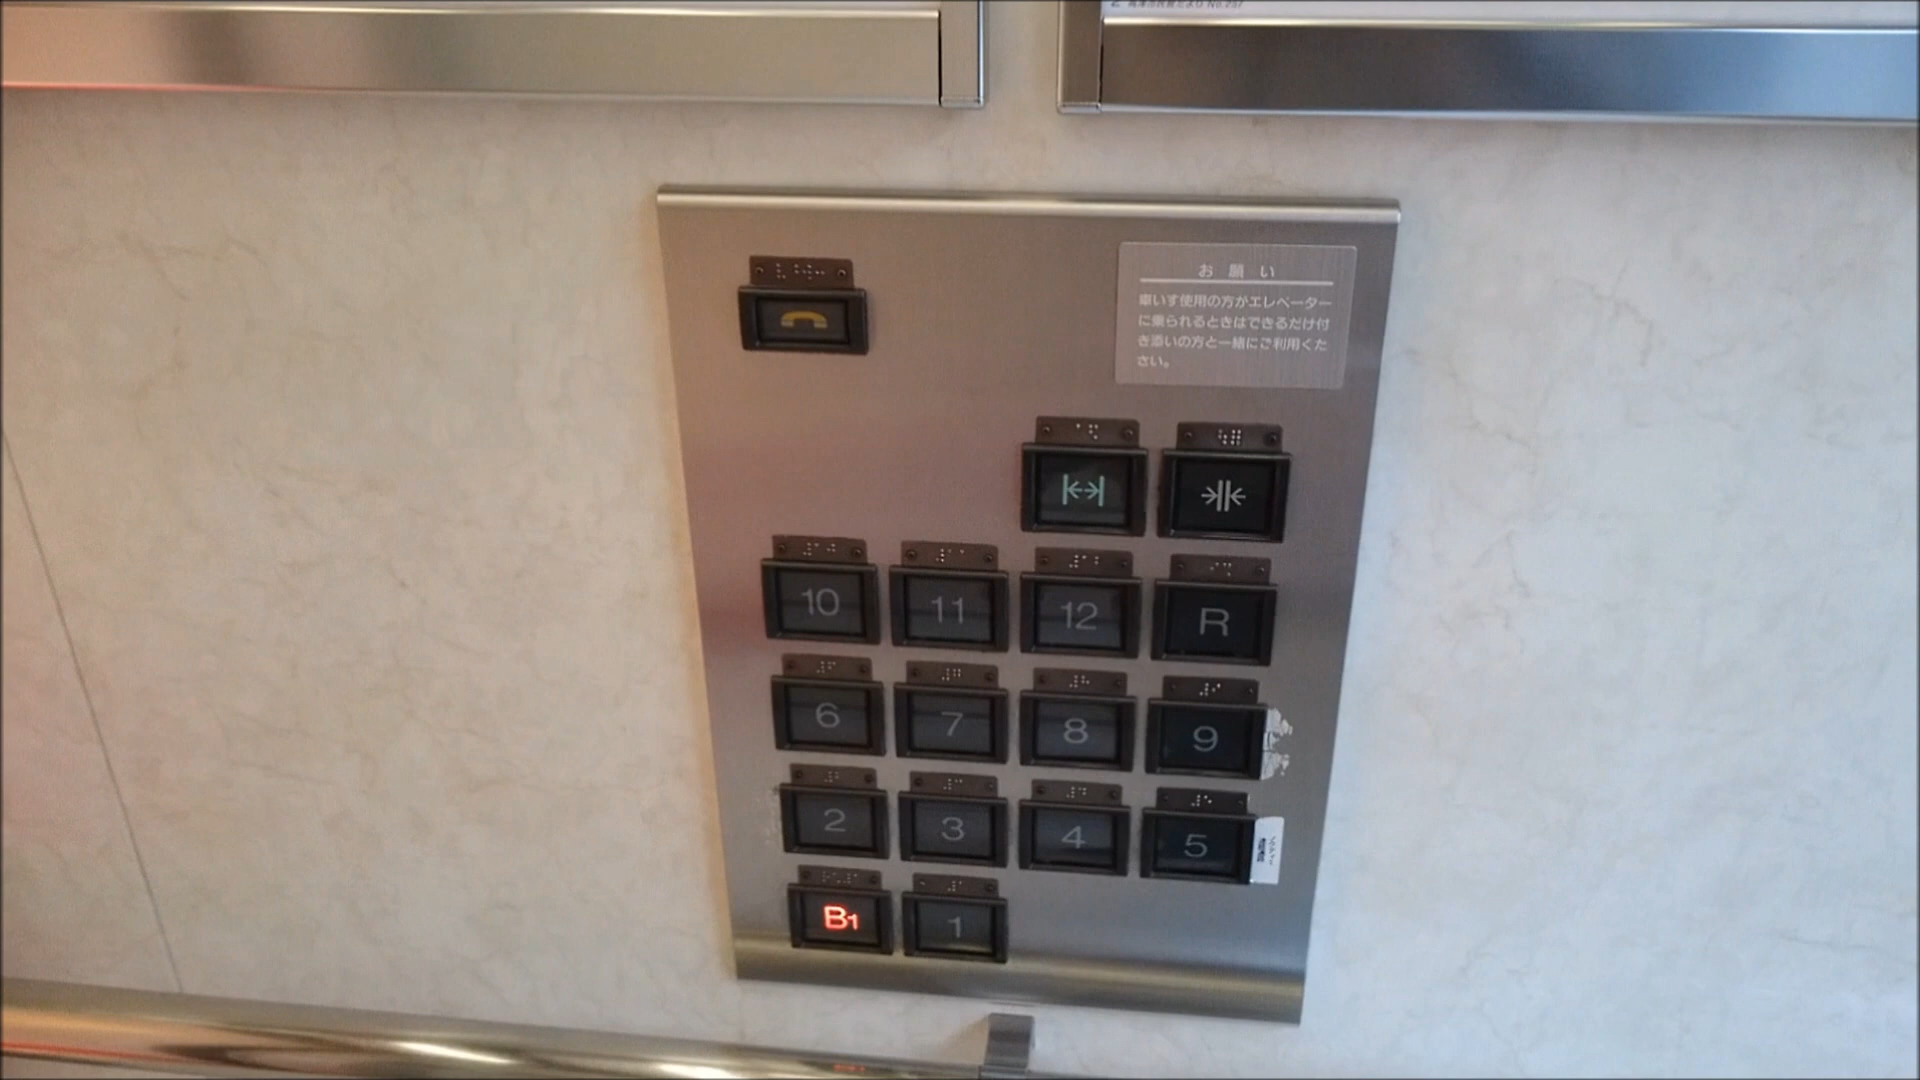 No.257
お願い
車いす使用の方がエレベーター
に乗られるときはできるだけ付
き添いの方と一緒にご利用くだ
さい。
10 11 12 R
6 7 8 9
2 3 4 5
B1 1